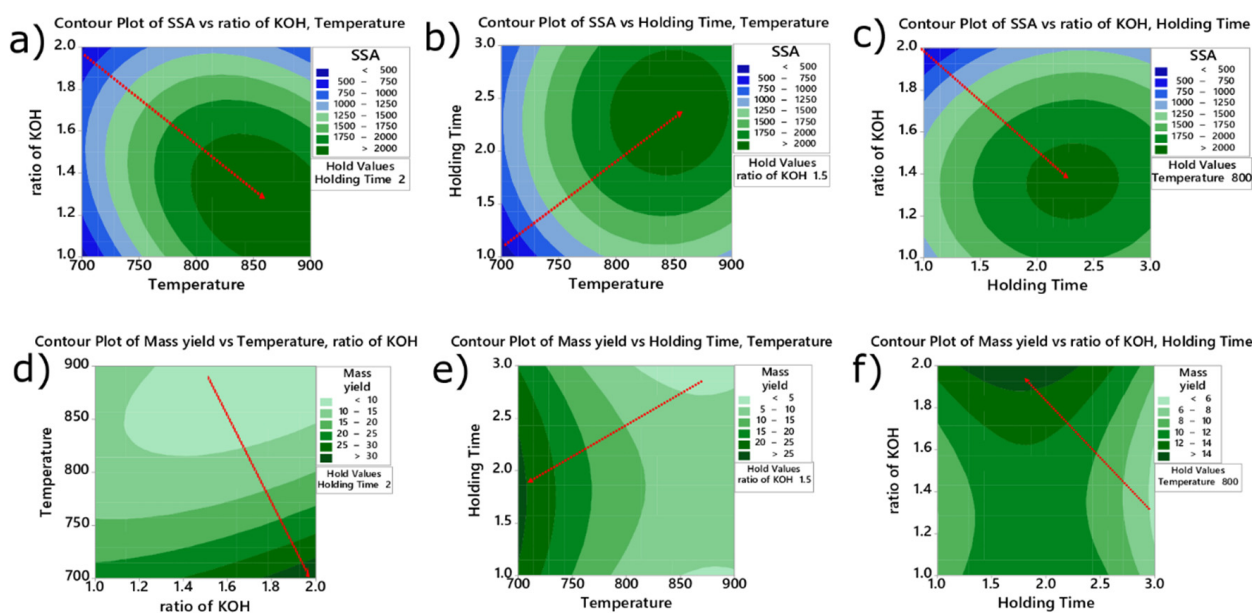 Contour Plot of SSA vs ratio of KOH, Temperature
a)
ratio of KOH
2.0
1.8
1.6
1.4
1.2
1.0
700
750
800
850
900
Temperature
SSA
< 500
500 – 750
750 – 1000
1000 – 1250
1250 – 1500
1500 – 1750
1750 – 2000
> 2000
Hold Values
Holding Time 2
Contour Plot of SSA vs Holding Time, Temperature
b)
Holding Time
3.0
2.5
2.0
1.5
1.0
700
750
800
850
900
Temperature
SSA
< 500
500 – 750
750 – 1000
1000 – 1250
1250 – 1500
1500 – 1750
1750 – 2000
> 2000
Hold Values
ratio of KOH 1.5
Contour Plot of SSA vs ratio of KOH, Holding Time
c)
ratio of KOH
2.0
1.8
1.6
1.4
1.2
1.0
1.0
1.5
2.0
2.5
3.0
Holding Time
SSA
< 500
500 – 750
750 – 1000
1000 – 1250
1250 – 1500
1500 – 1750
1750 – 2000
> 2000
Hold Values
Temperature 800
Contour Plot of Mass yield vs Temperature, ratio of KOH
d)
Temperature
900
850
800
750
700
1.0
1.2
1.4
1.6
1.8
2.0
ratio of KOH
Mass
yield
< 10
10 – 15
15 – 20
20 – 25
25 – 30
> 30
Hold Values
Holding Time 2
Contour Plot of Mass yield vs Holding Time, Temperature
e)
Holding Time
3.0
2.5
2.0
1.5
1.0
700
750
800
850
900
Temperature
Mass
yield
< 5
5 – 10
10 – 15
15 – 20
20 – 25
> 25
Hold Values
ratio of KOH 1.5
Contour Plot of Mass yield vs ratio of KOH, Holding Time
f)
ratio of KOH
2.0
1.8
1.6
1.4
1.2
1.0
1.0
1.5
2.0
2.5
3.0
Holding Time
Mass
yield
< 6
6 – 8
8 – 10
10 – 12
12 – 14
> 14
Hold Values
Temperature 800